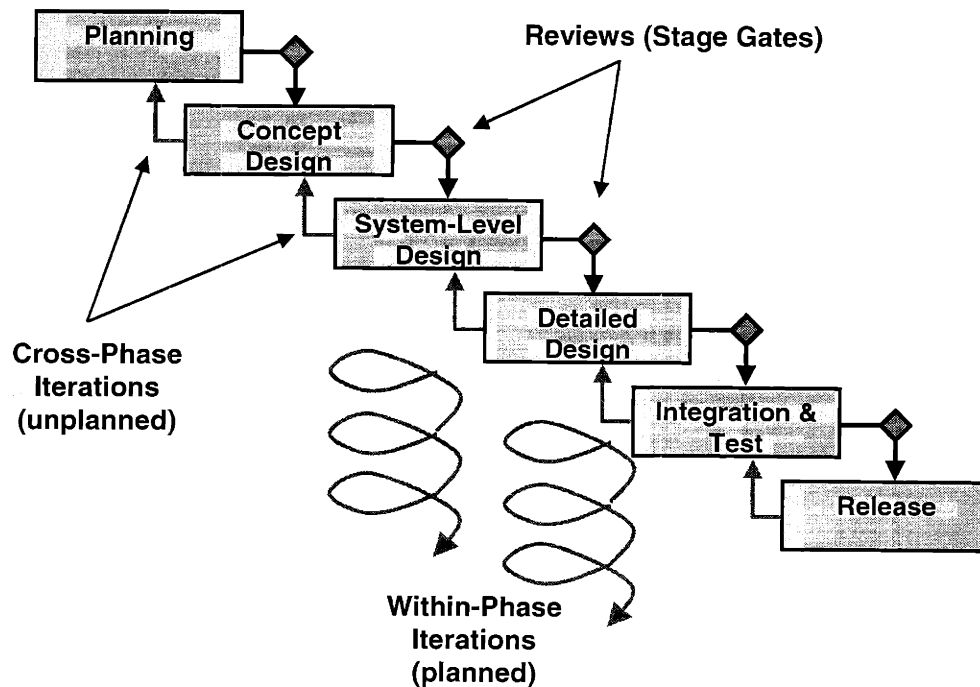 Planning
Reviews (Stage Gates)
Concept
Design
System-Level
Design
Detailed
Design
Cross-Phase
Iterations
(unplanned)
Integration &
Test
Release
Within-Phase
Iterations
(planned)